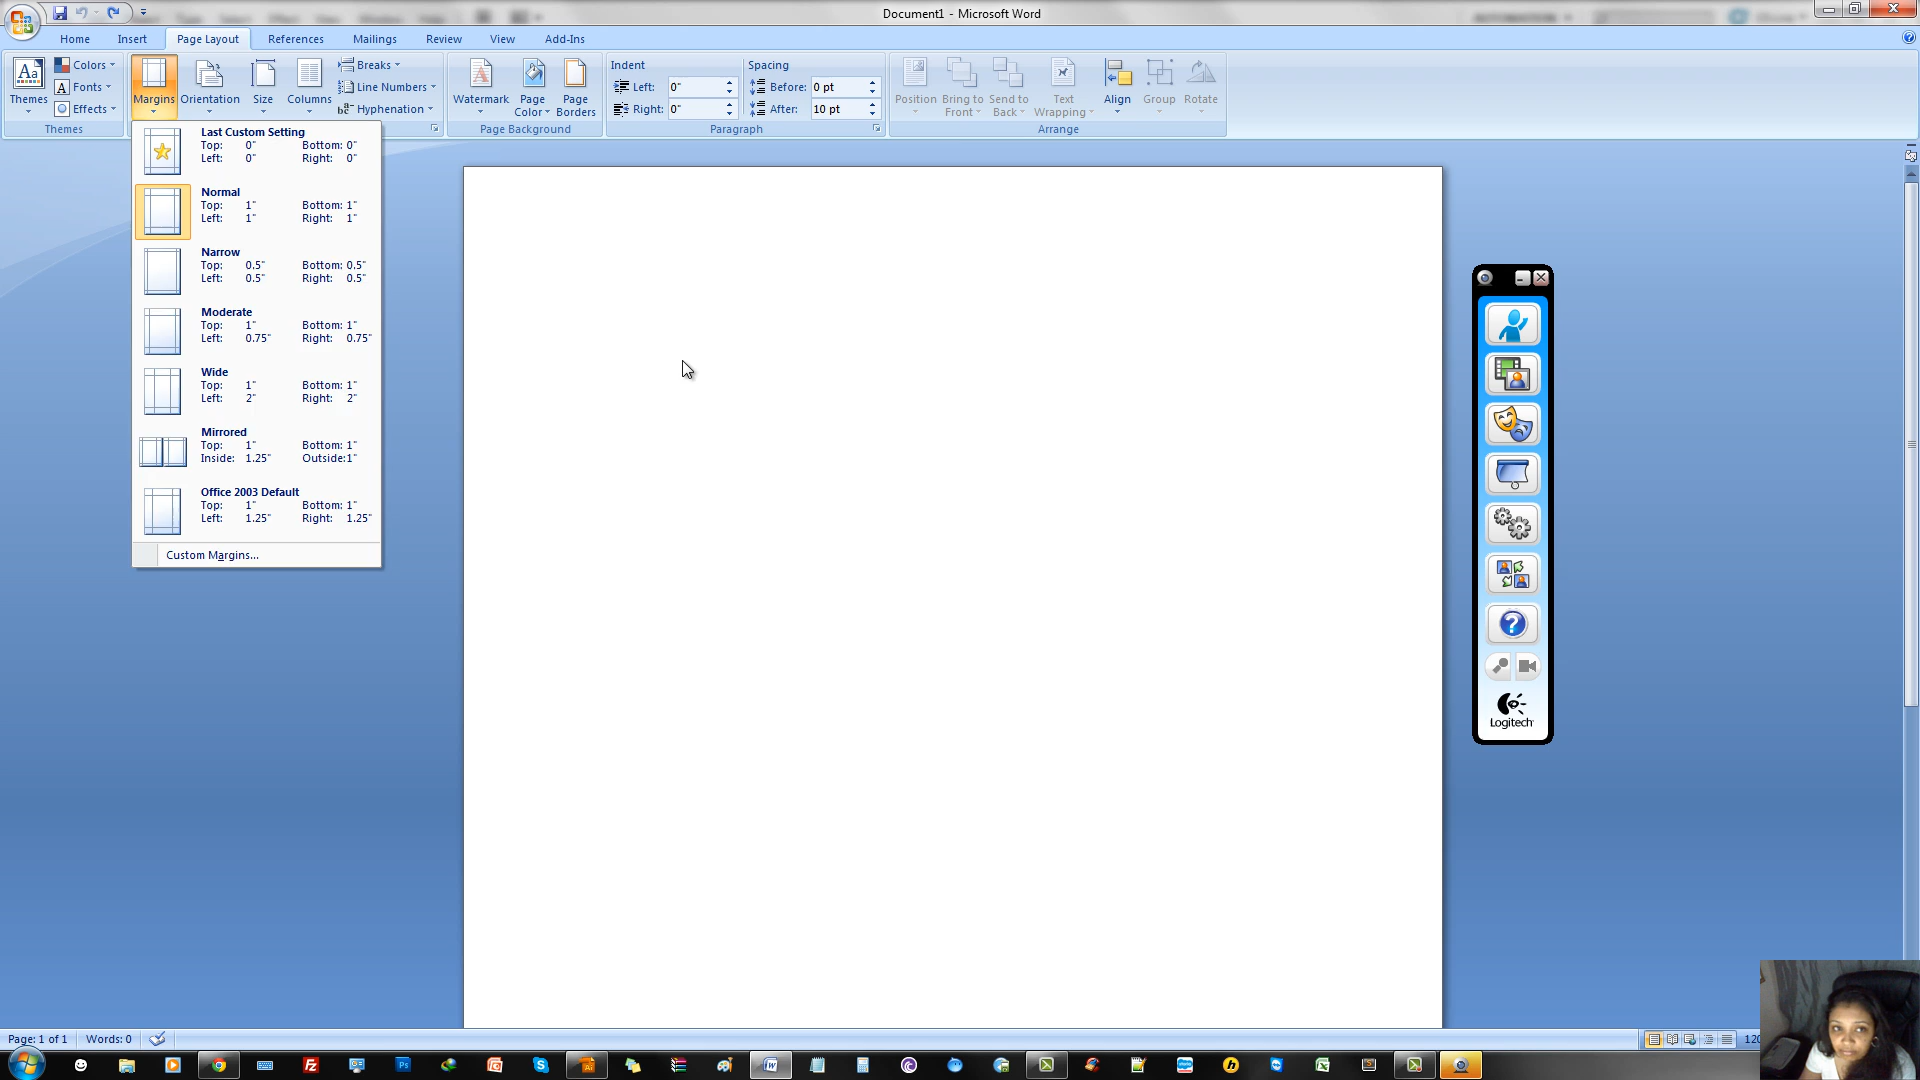 Document1 - Microsoft Word
Home Insert Page Layout References Mailings Review View Add-Ins
Themes
Colors
Fonts
Effects
Themes
Margins
Orientation
Size
Columns
Breaks
Line Numbers
Hyphenation
Watermark
Page Color
Page Borders
Page Background
Indent
Left: 0"
Right: 0"
Spacing
Before: 0 pt
After: 10 pt
Paragraph
Position
Bring to Front
Send to Back
Text Wrapping
Align
Group
Rotate
Arrange
Last Custom Setting
Top: 0" Bottom: 0"
Left: 0" Right: 0"
Normal
Top: 1" Bottom: 1"
Left: 1" Right: 1"
Narrow
Top: 0.5" Bottom: 0.5"
Left: 0.5" Right: 0.5"
Moderate
Top: 1" Bottom: 1"
Left: 0.75" Right: 0.75"
Wide
Top: 1" Bottom: 1"
Left: 2" Right: 2"
Mirrored
Top: 1" Bottom: 1"
Inside: 1.25" Outside: 1"
Office 2003 Default
Top: 1" Bottom: 1"
Left: 1.25" Right: 1.25"
Custom Margins...
Logitech
Page: 1 of 1 Words: 0